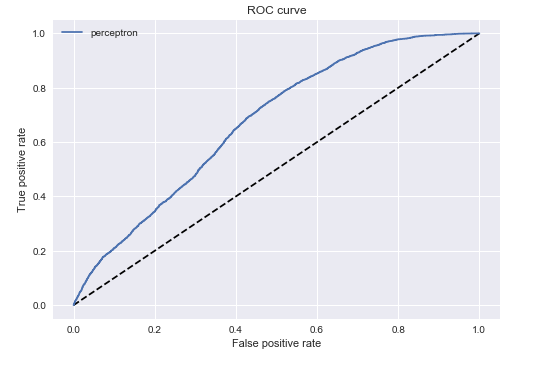 ROC curve
perceptron
1.0
0.8
0.6
0.4
0.2
0.0
True positive rate
0.0 0.2 0.4 0.6 0.8 1.0
False positive rate